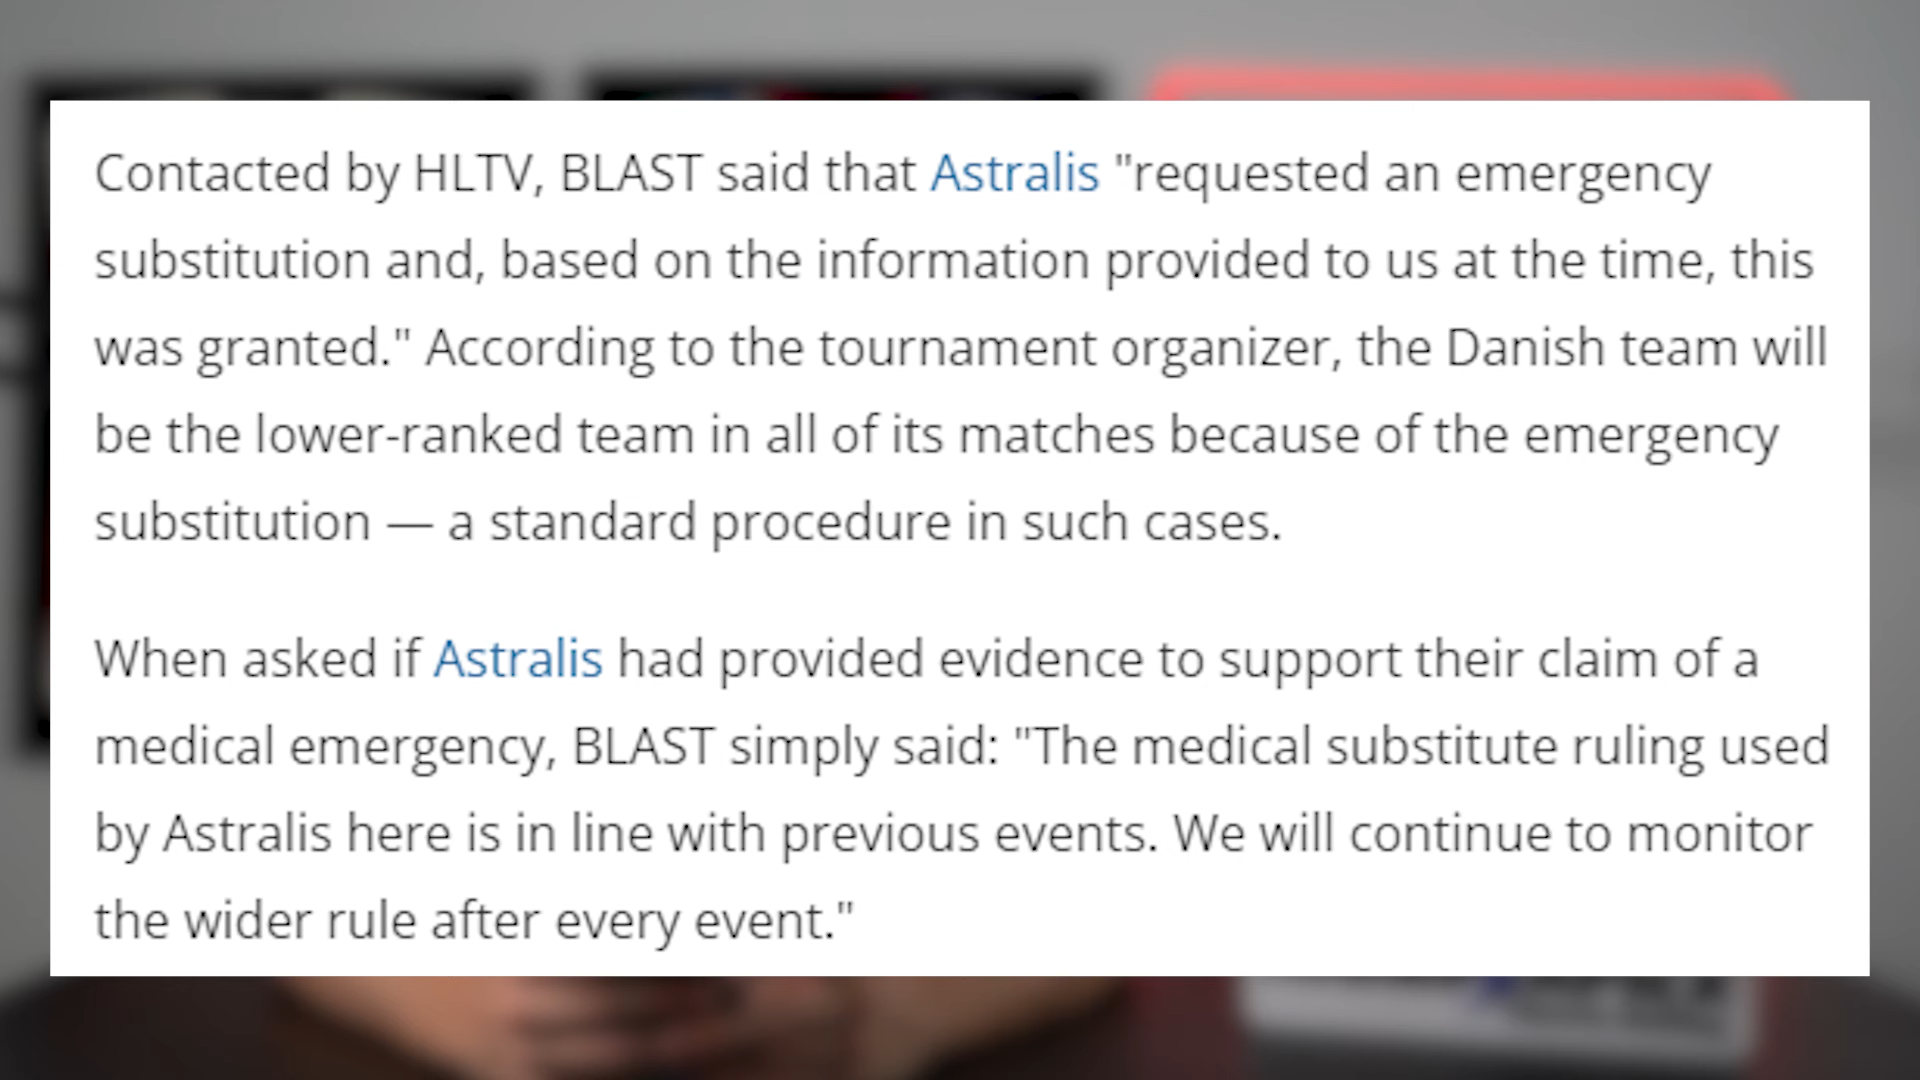 Contacted by HLTV, BLAST said that Astralis "requested an emergency
substitution and, based on the information provided to us at the time, this
was granted." According to the tournament organizer, the Danish team will
be the lower-ranked team in all of its matches because of the emergency
substitution — a standard procedure in such cases.
When asked if Astralis had provided evidence to support their claim of a
medical emergency, BLAST simply said: "The medical substitute ruling used
by Astralis here is in line with previous events. We will continue to monitor
the wider rule after every event."